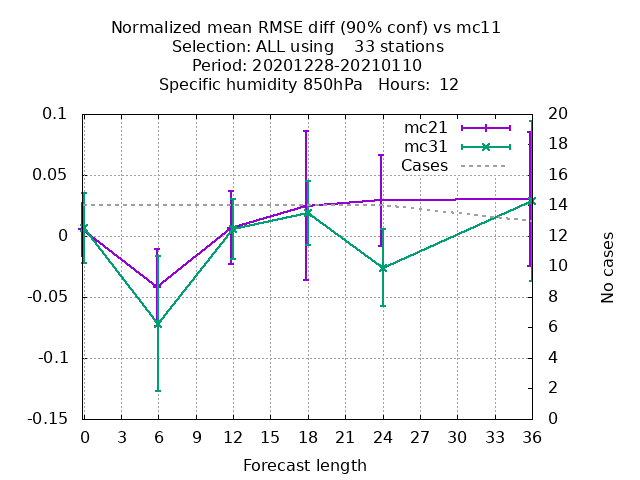 Normalized mean RMSE diff (90% conf) vs mc11
Selection: ALL using    33 stations
Period: 20201228-20210110
Specific humidity 850hPa   Hours:  12
0.1
0.05
0
-0.05
-0.1
-0.15
mc21
mc31
Cases
20
18
16
14
12
10
8
6
4
2
0
No cases
0 3 6 9 12 15 18 21 24 27 30 33 36
Forecast length